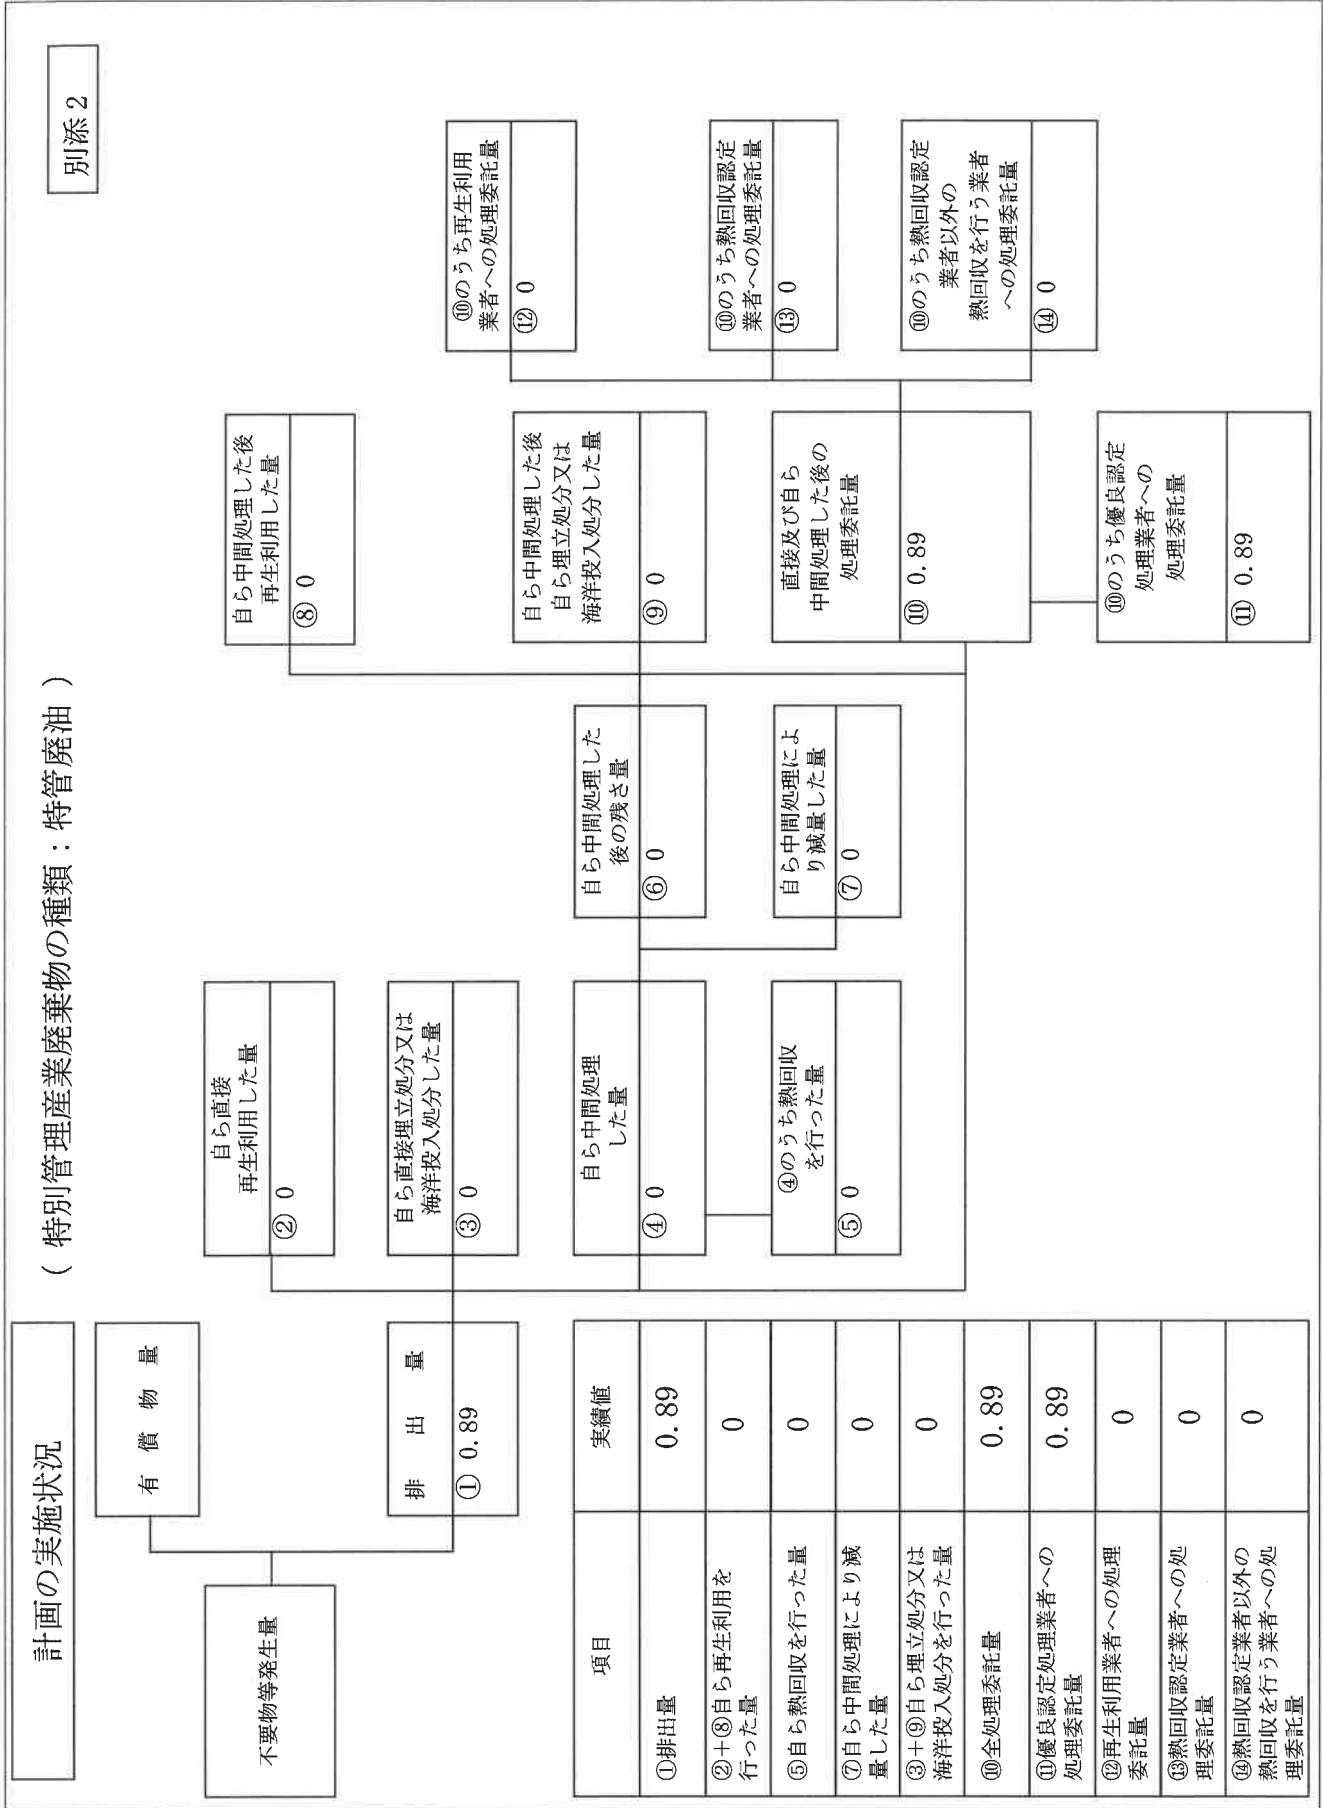 計画の実施状況
（ 特別管理産業廃棄物の種類：特管廃油 ）
別添２
不要物等発生量
有償物量
排出量
① 0.89
自ら直接
再生利用した量
② 0
自ら直接埋立処分又は
海洋投入処分した量
③ 0
自ら中間処理
した量
④ 0
④のうち熱回収
を行った量
⑤ 0
自ら中間処理した
後の残さ量
⑥ 0
自ら中間処理によ
り減量した量
⑦ 0
自ら中間処理した後
再生利用した量
⑧ 0
自ら中間処理した後
自ら埋立処分又は
海洋投入処分した量
⑨ 0
直接及び自ら
中間処理した後の
処理委託量
⑩ 0.89
⑩のうち優良認定
処理業者への
処理委託量
⑪ 0.89
⑩のうち再生利用
業者への処理委託量
⑫ 0
⑩のうち熱回収認定
業者への処理委託量
⑬ 0
⑩のうち熱回収認定
業者以外の
熱回収を行う業者
への処理委託量
⑭ 0
項目 実績値
①排出量 0.89
②＋⑧自ら再生利用を
行った量 0
⑤自ら熱回収を行った量 0
⑦自ら中間処理により減
量した量 0
③＋⑨自ら埋立処分又は
海洋投入処分を行った量 0
⑩全処理委託量 0.89
⑪優良認定処理業者への
処理委託量 0.89
⑫再生利用業者への処理
委託量 0
⑬熱回収認定業者への処
理委託量 0
⑭熱回収認定業者以外の
熱回収を行う業者への処
理委託量 0